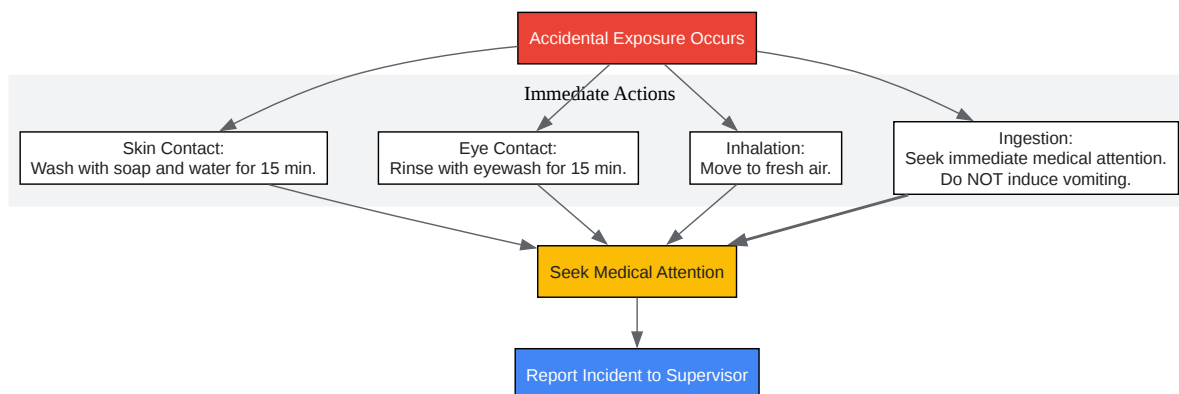 Accidental Exposure Occurs
Immediate Actions
Skin Contact:
Wash with soap and water for 15 min.
Eye Contact:
Rinse with eyewash for 15 min.
Inhalation:
Move to fresh air.
Ingestion:
Seek immediate medical attention.
Do NOT induce vomiting.
Seek Medical Attention
Report Incident to Supervisor